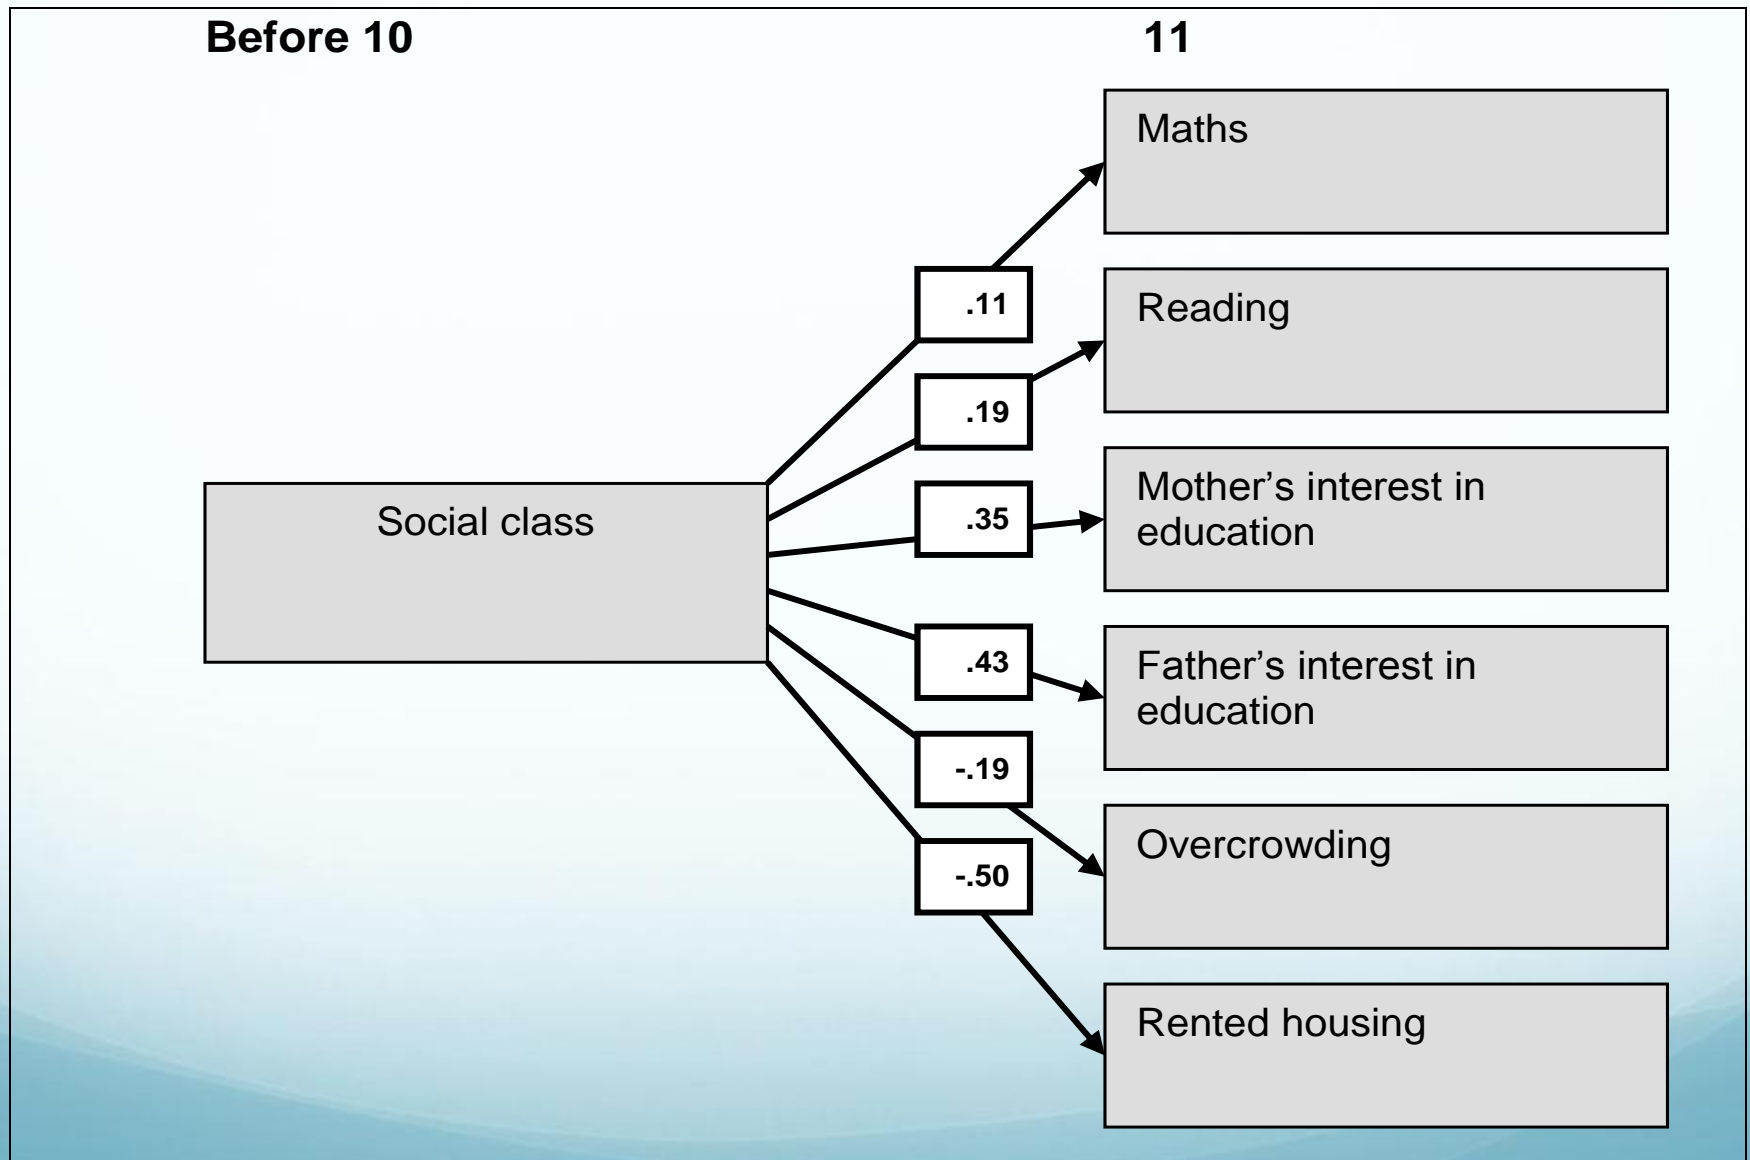 Before 10
11
Maths
.11
Reading
.19
Mother’s interest in
education
.35
Social class
Father’s interest in
education
.43
-.19
Overcrowding
-.50
Rented housing